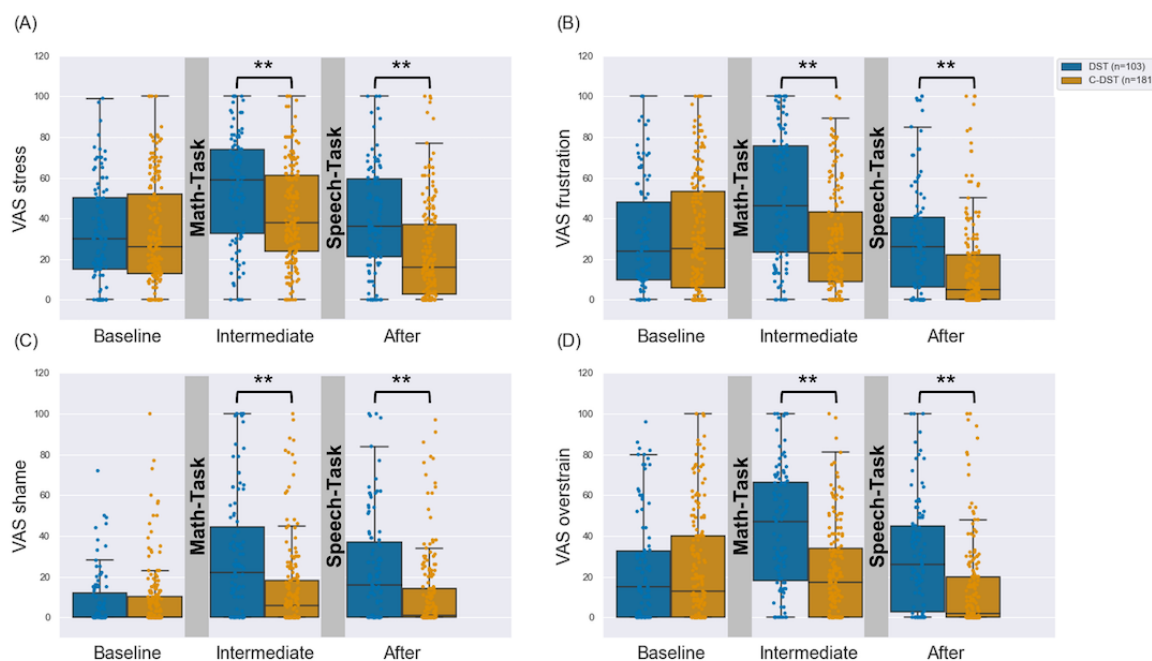 (A)
120
100
80
60
40
20
0
VAS stress
Math-Task
Speech-Task
**
**
Baseline
Intermediate
After
(B)
120
100
80
60
40
20
0
VAS frustration
Math-Task
Speech-Task
**
**
Baseline
Intermediate
After
DST (n=103)
C-DST (n=181)
(C)
120
100
80
60
40
20
0
VAS shame
Math-Task
Speech-Task
**
**
Baseline
Intermediate
After
(D)
120
100
80
60
40
20
0
VAS overstrain
Math-Task
Speech-Task
**
**
Baseline
Intermediate
After